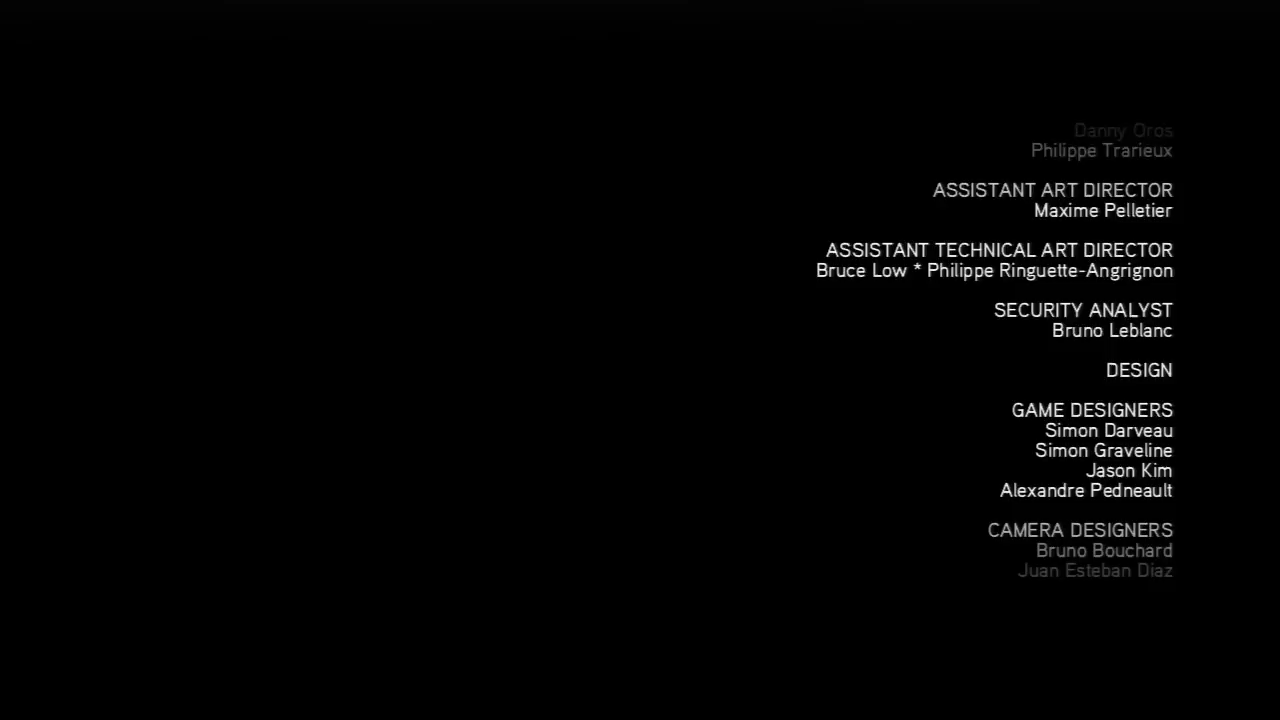 Danny Oros
Philippe Trarieux
ASSISTANT ART DIRECTOR
Maxime Pelletier
ASSISTANT TECHNICAL ART DIRECTOR
Bruce Low * Philippe Ringuette-Angrignon
SECURITY ANALYST
Bruno Leblanc
DESIGN
GAME DESIGNERS
Simon Darveau
Simon Graveline
Jason Kim
Alexandre Pedneault
CAMERA DESIGNERS
Bruno Bouchard
Juan Esteban Diaz